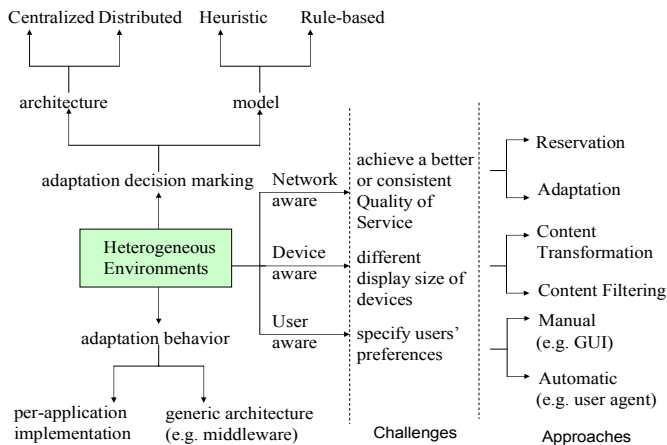 Centralized Distributed
Heuristic
Rule-based
architecture
model
adaptation decision marking
Heterogeneous
Environments
adaptation behavior
per-application
implementation
generic architecture
(e.g. middleware)
Network
aware
Device
aware
User
aware
achieve a better
or consistent
Quality of
Service
different
display size of
devices
specify users’
preferences
Challenges
Reservation
Adaptation
Content
Transformation
Content Filtering
Manual
(e.g. GUI)
Automatic
(e.g. user agent)
Approaches